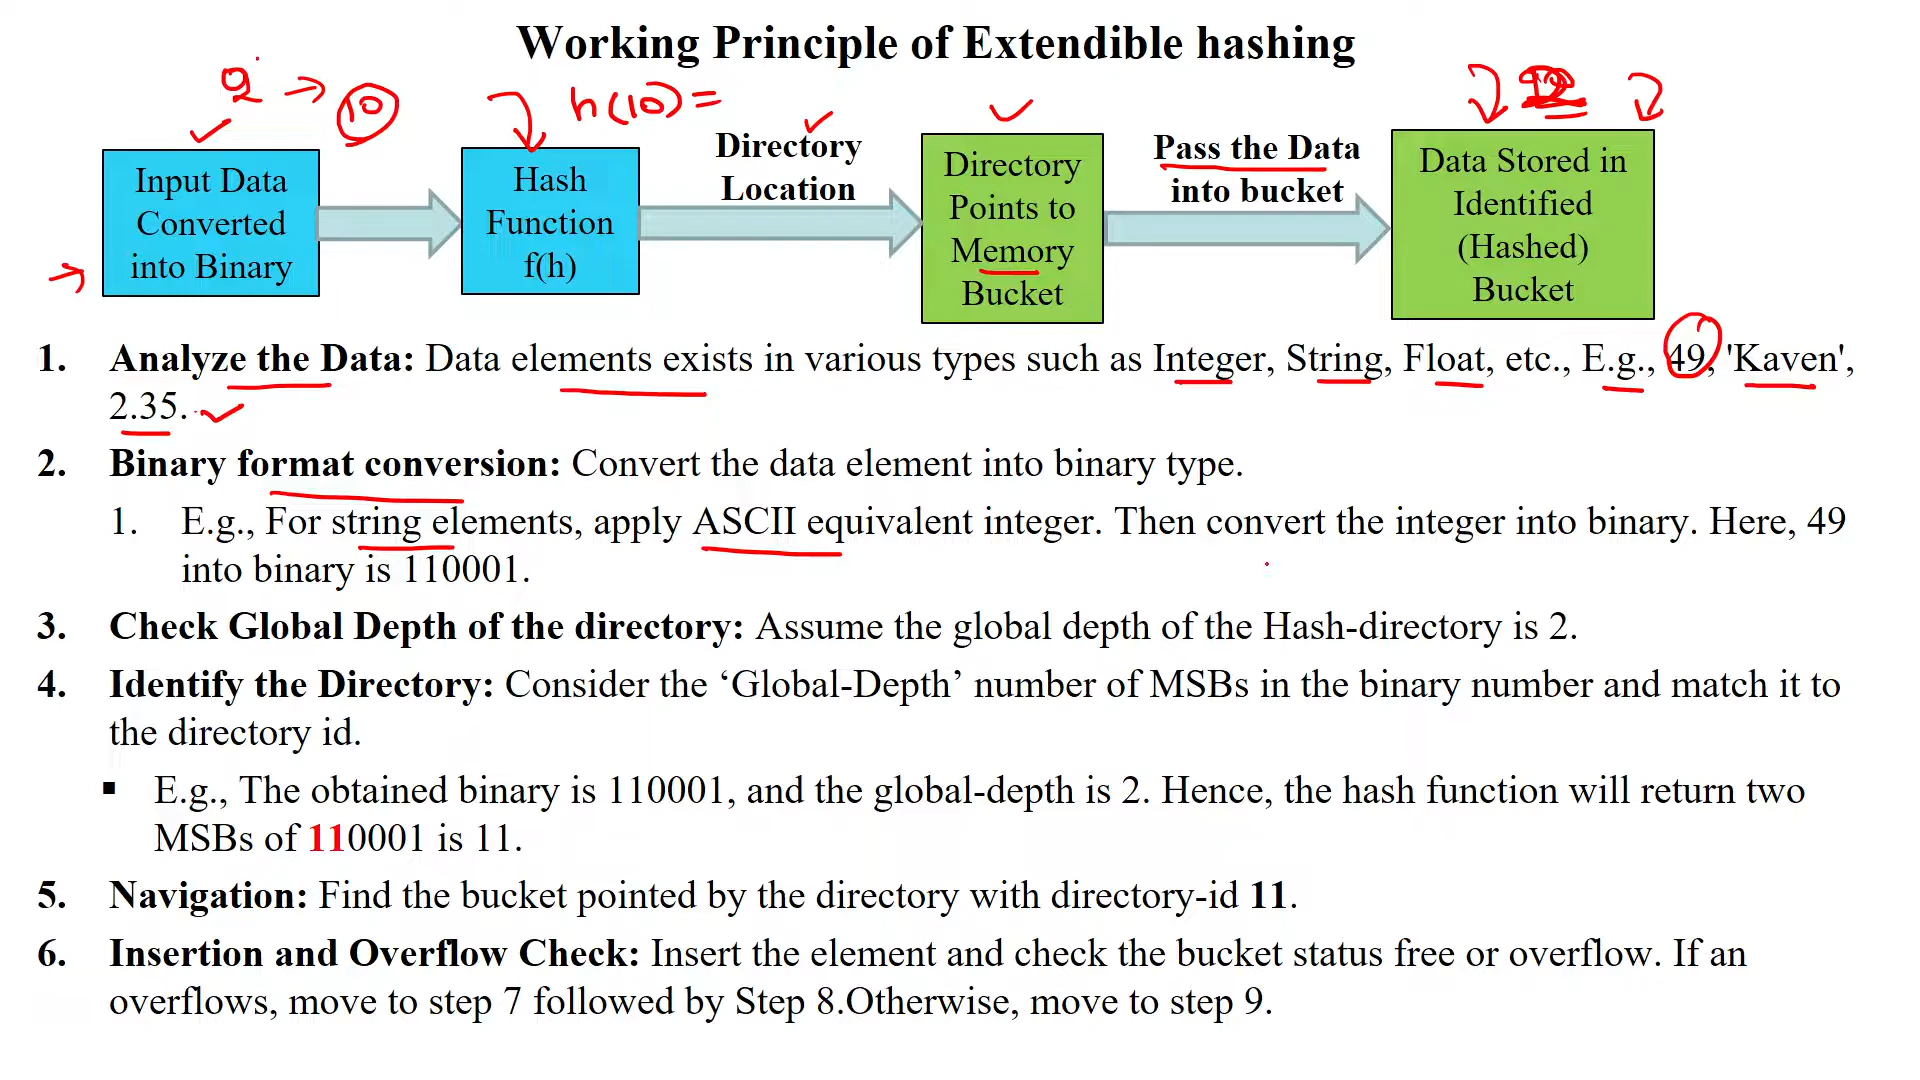 Working Principle of Extendible hashing
2 → 10
h(10) =
Input Data
Converted
into Binary
Hash
Function
f(h)
Directory
Location
Directory
Points to
Memory
Bucket
Pass the Data
into bucket
Data Stored in
Identified
(Hashed)
Bucket
1. Analyze the Data: Data elements exists in various types such as Integer, String, Float, etc., E.g., 49, 'Kaven',
2.35.
2. Binary format conversion: Convert the data element into binary type.
1. E.g., For string elements, apply ASCII equivalent integer. Then convert the integer into binary. Here, 49
into binary is 110001.
3. Check Global Depth of the directory: Assume the global depth of the Hash-directory is 2.
4. Identify the Directory: Consider the ‘Global-Depth’ number of MSBs in the binary number and match it to
the directory id.
▪ E.g., The obtained binary is 110001, and the global-depth is 2. Hence, the hash function will return two
MSBs of 110001 is 11.
5. Navigation: Find the bucket pointed by the directory with directory-id 11.
6. Insertion and Overflow Check: Insert the element and check the bucket status free or overflow. If an
overflows, move to step 7 followed by Step 8.Otherwise, move to step 9.